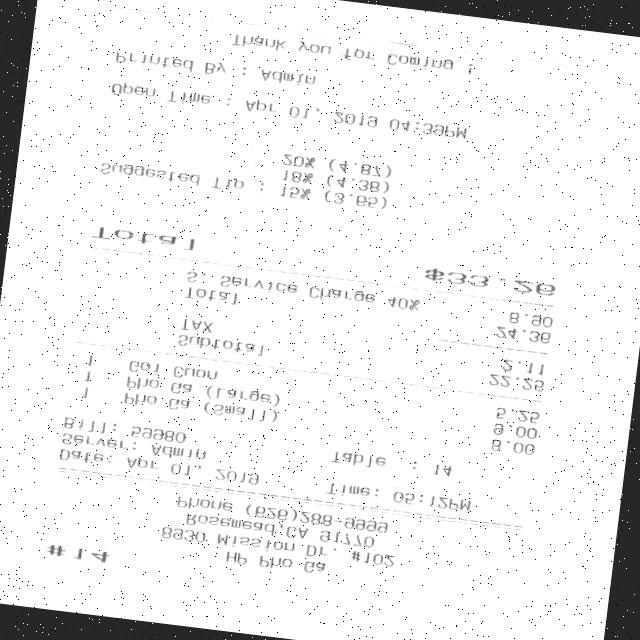 #14
HP Pho Ga
8930 Mission Dr. #102
Rosemead,CA 91770
Phone (626)288-9999
Date: Apr 01, 2019 Time: 05:12PM
Server: Admin
Bill: 59980 Table : 14
1 Pho Ga (Small) 8.00
1 Pho Ga (Large) 9.00
1 Goi Cuon 5.25
Subtotal 22.25
TAX 2.11
Total 24.36
S. Service Charge 40% 8.90
Total $33.26
Suggested Tip : 15% (3.65)
18% (4.38)
20% (4.87)
Open Time : Apr 01, 2019 04:39PM
Printed By : Admin
Thank you for Coming !